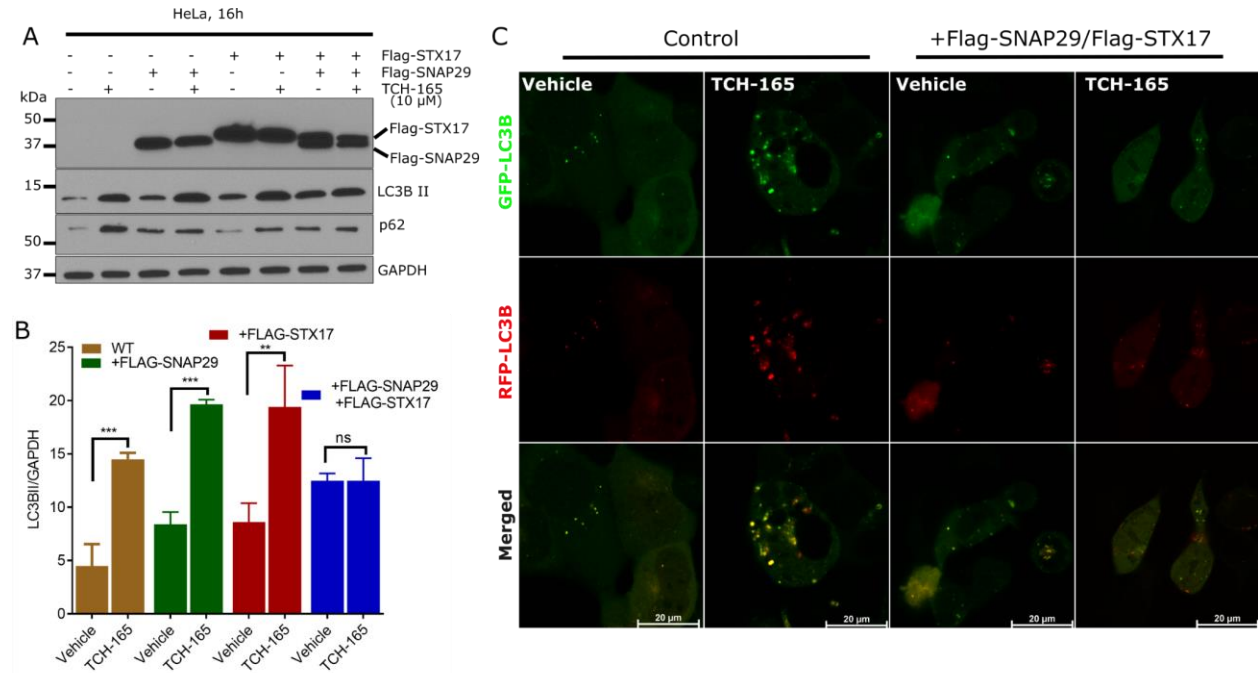 HeLa, 16h
A
- - - - + + + + Flag-STX17
- - + + - - + + Flag-SNAP29
- + - + - + - + TCH-165
(10 µM)
kDa
50
37
Flag-STX17
Flag-SNAP29
15
LC3B II
50
p62
37
GAPDH
B
LC3BII/GAPDH
25
20
15
10
5
0
WT
+FLAG-SNAP29
+FLAG-STX17
+FLAG-SNAP29
+FLAG-STX17
***
***
**
ns
Vehicle
TCH-165
Vehicle
TCH-165
Vehicle
TCH-165
Vehicle
TCH-165
C
Control
+Flag-SNAP29/Flag-STX17
Vehicle
TCH-165
Vehicle
TCH-165
GFP-LC3B
RFP-LC3B
Merged
20 µm
20 µm
20 µm
20 µm